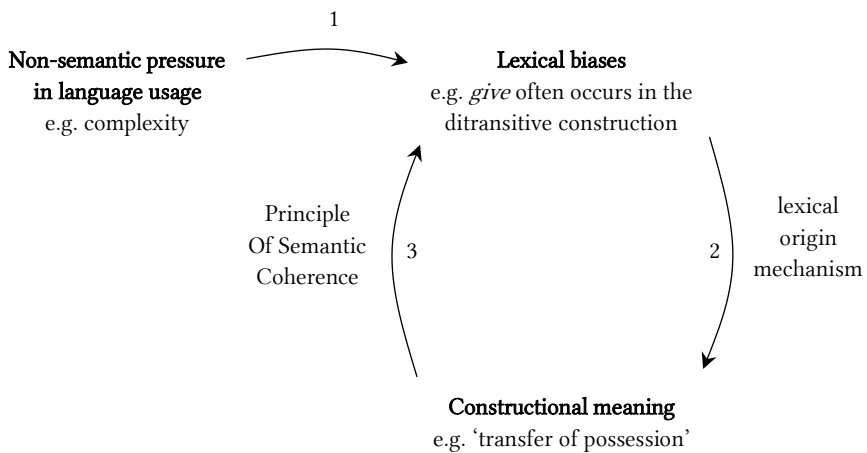 1
Non-semantic pressure
in language usage
e.g. complexity
Lexical biases
e.g. give often occurs in the
ditransitive construction
Principle
Of Semantic
Coherence
3
2
lexical
origin
mechanism
Constructional meaning
e.g. ‘transfer of possession’